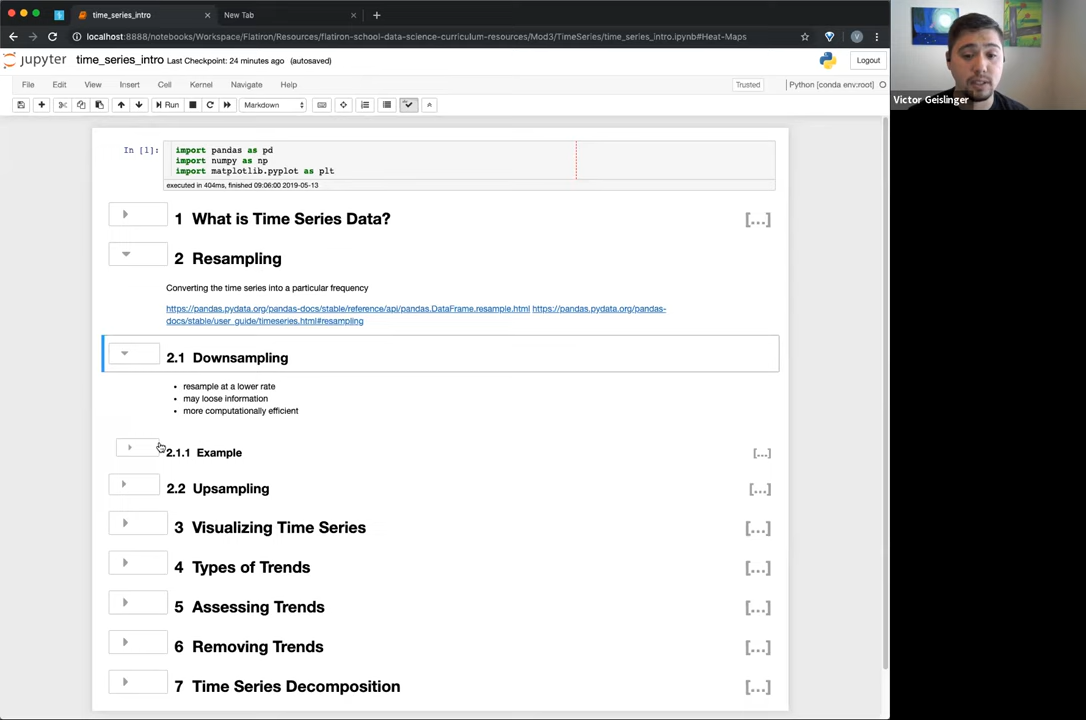 time_series_intro
New Tab
localhost:8888/notebooks/Workspace/Flatiron/Resources/flatiron-school-data-science-curriculum-resources/Mod3/TimeSeries/time_series_intro.ipynb#Heat-Maps
V
jupyter time_series_intro Last Checkpoint: 24 minutes ago (autosaved)
Logout
File Edit View Insert Cell Kernel Navigate Help
Trusted
Python [conda env:root]
Run
Markdown
Victor Geislinger
In [1]:
import pandas as pd
import numpy as np
import matplotlib.pyplot as plt
executed in 404ms, finished 09:06:00 2019-05-13
1 What is Time Series Data? [...]
2 Resampling
Converting the time series into a particular frequency
https://pandas.pydata.org/pandas-docs/stable/reference/api/pandas.DataFrame.resample.html https://pandas.pydata.org/pandas-
docs/stable/user_guide/timeseries.html#resampling
2.1 Downsampling
• resample at a lower rate
• may loose information
• more computationally efficient
2.1.1 Example [...]
2.2 Upsampling [...]
3 Visualizing Time Series [...]
4 Types of Trends [...]
5 Assessing Trends [...]
6 Removing Trends [...]
7 Time Series Decomposition [...]